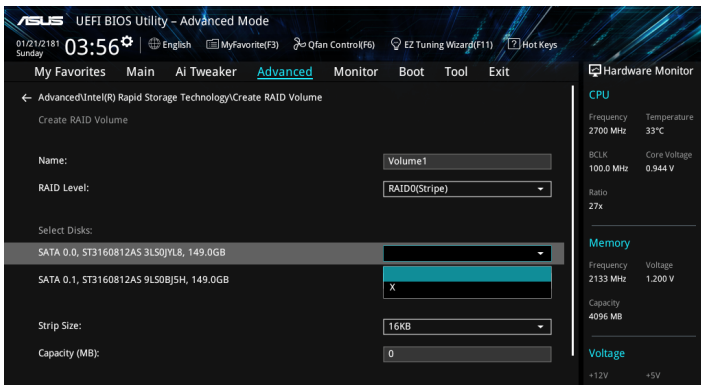 ASUS UEFI BIOS Utility – Advanced Mode
01/21/2181 Sunday 03:56 English MyFavorite(F3) Qfan Control(F6) EZ Tuning Wizard(F11) ? Hot Keys
My Favorites Main Ai Tweaker Advanced Monitor Boot Tool Exit
← Advanced\Intel(R) Rapid Storage Technology\Create RAID Volume
Create RAID Volume
Name: Volume1
RAID Level: RAID0(Stripe)
Select Disks:
SATA 0.0, ST3160812AS 3LS0JYL8, 149.0GB
SATA 0.1, ST3160812AS 9LS0BJ5H, 149.0GB
X
Strip Size: 16KB
Capacity (MB): 0
Hardware Monitor
CPU
Frequency Temperature
2700 MHz 33°C
BCLK Core Voltage
100.0 MHz 0.944 V
Ratio
27x
Memory
Frequency Voltage
2133 MHz 1.200 V
Capacity
4096 MB
Voltage
+12V +5V